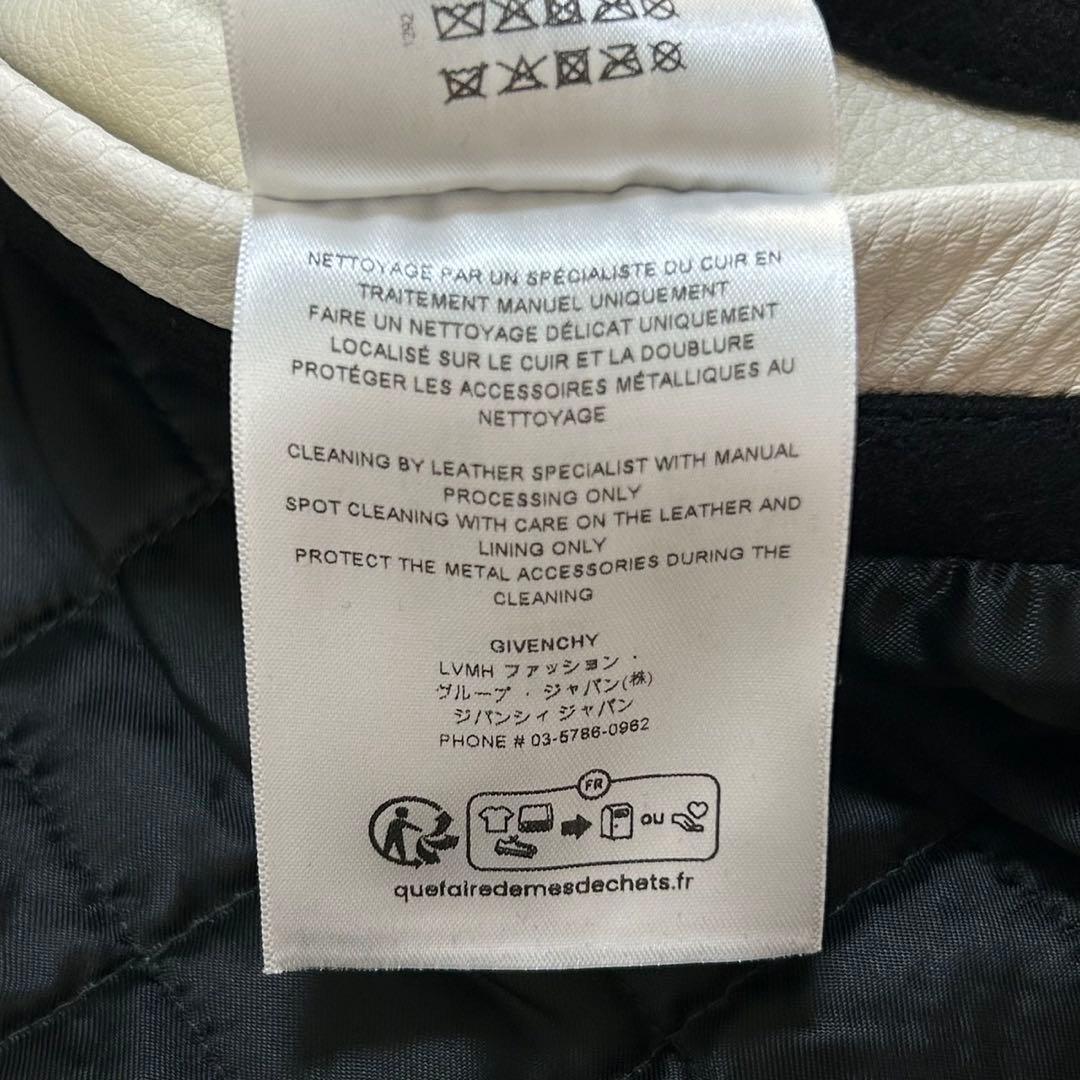 1292
NETTOYAGE PAR UN SPÉCIALISTE DU CUIR EN
TRAITEMENT MANUEL UNIQUEMENT
FAIRE UN NETTOYAGE DÉLICAT UNIQUEMENT
LOCALISÉ SUR LE CUIR ET LA DOUBLURE
PROTÉGER LES ACCESSOIRES MÉTALLIQUES AU
NETTOYAGE
CLEANING BY LEATHER SPECIALIST WITH MANUAL
PROCESSING ONLY
SPOT CLEANING WITH CARE ON THE LEATHER AND
LINING ONLY
PROTECT THE METAL ACCESSORIES DURING THE
CLEANING
GIVENCHY
LVMH ファッション・
グループ・ジャパン(株)
ジバンシィ ジャパン
PHONE # 03-5786-0962
FR
OU
quefairedemesdechets.fr